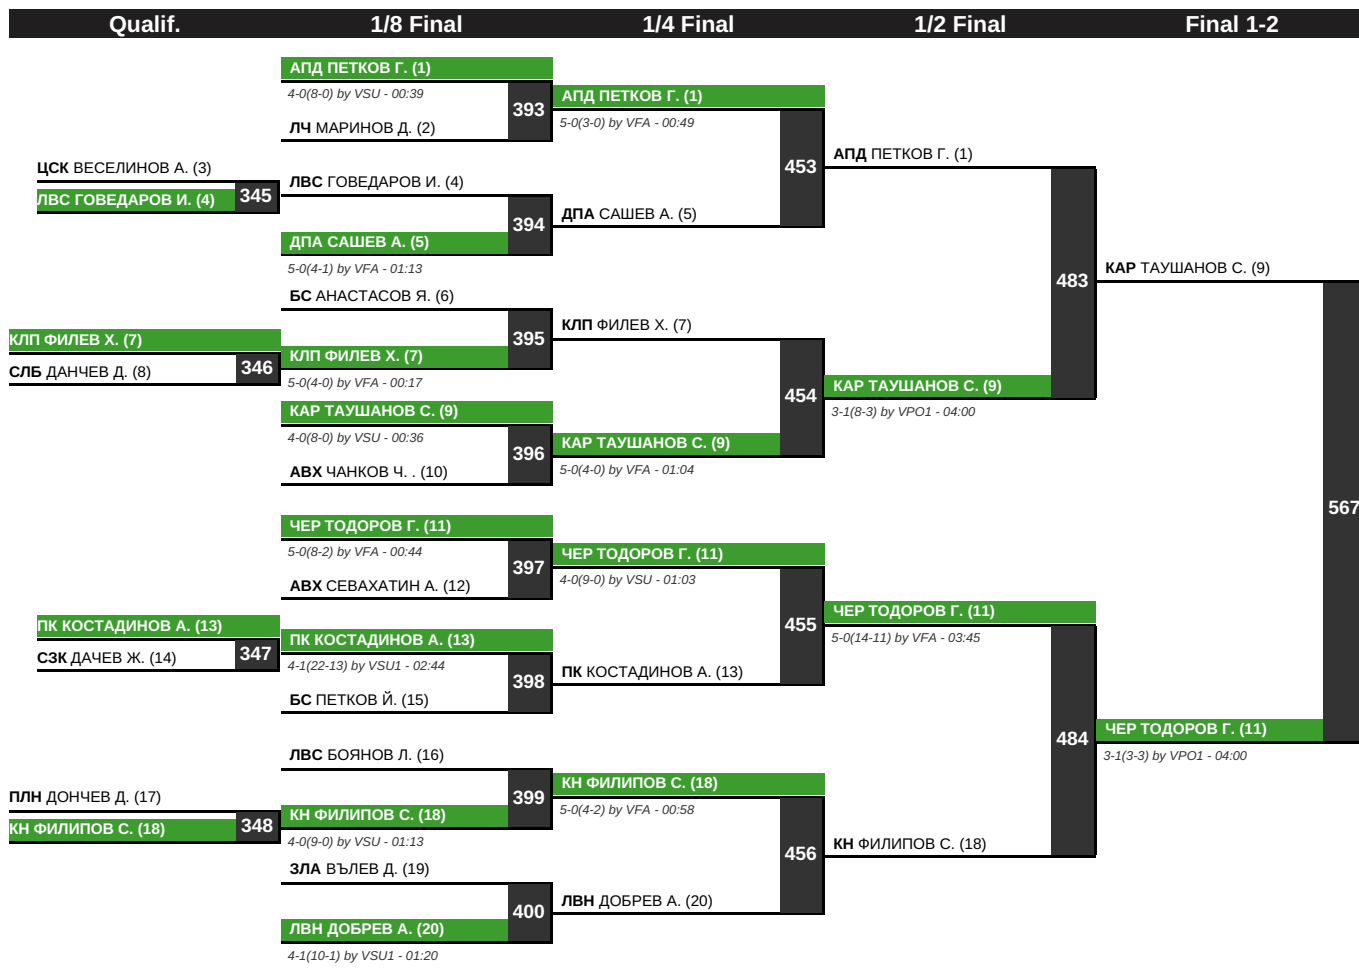 Qualif.
1/8 Final
1/4 Final
1/2 Final
Final 1-2
ЦСК ВЕСЕЛИНОВ А. (3)
ЛВС ГОВЕДАРОВ И. (4)
345
КЛП ФИЛЕВ Х. (7)
СЛБ ДАНЧЕВ Д. (8)
346
ПК КОСТАДИНОВ А. (13)
СЗК ДАЧЕВ Ж. (14)
347
ПЛН ДОНЧЕВ Д. (17)
КН ФИЛИПОВ С. (18)
348
АПД ПЕТКОВ Г. (1)
4-0(8-0) by VSU - 00:39
393
ЛЧ МАРИНОВ Д. (2)
ЛВС ГОВЕДАРОВ И. (4)
394
ДПА САШЕВ А. (5)
5-0(4-1) by VFA - 01:13
БС АНАСТАСОВ Я. (6)
395
КЛП ФИЛЕВ Х. (7)
5-0(4-0) by VFA - 00:17
КАР ТАУШАНОВ С. (9)
4-0(8-0) by VSU - 00:36
396
АВХ ЧАНКОВ Ч. . (10)
ЧЕР ТОДОРОВ Г. (11)
5-0(8-2) by VFA - 00:44
397
АВХ СЕВАХАТИН А. (12)
ПК КОСТАДИНОВ А. (13)
4-1(22-13) by VSU1 - 02:44
398
БС ПЕТКОВ Й. (15)
ЛВС БОЯНОВ Л. (16)
399
КН ФИЛИПОВ С. (18)
4-0(9-0) by VSU - 01:13
ЗЛА ВЪЛЕВ Д. (19)
400
ЛВН ДОБРЕВ А. (20)
4-1(10-1) by VSU1 - 01:20
АПД ПЕТКОВ Г. (1)
5-0(3-0) by VFA - 00:49
453
ДПА САШЕВ А. (5)
КЛП ФИЛЕВ Х. (7)
454
КАР ТАУШАНОВ С. (9)
5-0(4-0) by VFA - 01:04
ЧЕР ТОДОРОВ Г. (11)
4-0(9-0) by VSU - 01:03
455
ПК КОСТАДИНОВ А. (13)
КН ФИЛИПОВ С. (18)
5-0(4-2) by VFA - 00:58
456
ЛВН ДОБРЕВ А. (20)
АПД ПЕТКОВ Г. (1)
483
КАР ТАУШАНОВ С. (9)
3-1(8-3) by VPO1 - 04:00
ЧЕР ТОДОРОВ Г. (11)
5-0(14-11) by VFA - 03:45
484
КН ФИЛИПОВ С. (18)
КАР ТАУШАНОВ С. (9)
567
ЧЕР ТОДОРОВ Г. (11)
3-1(3-3) by VPO1 - 04:00